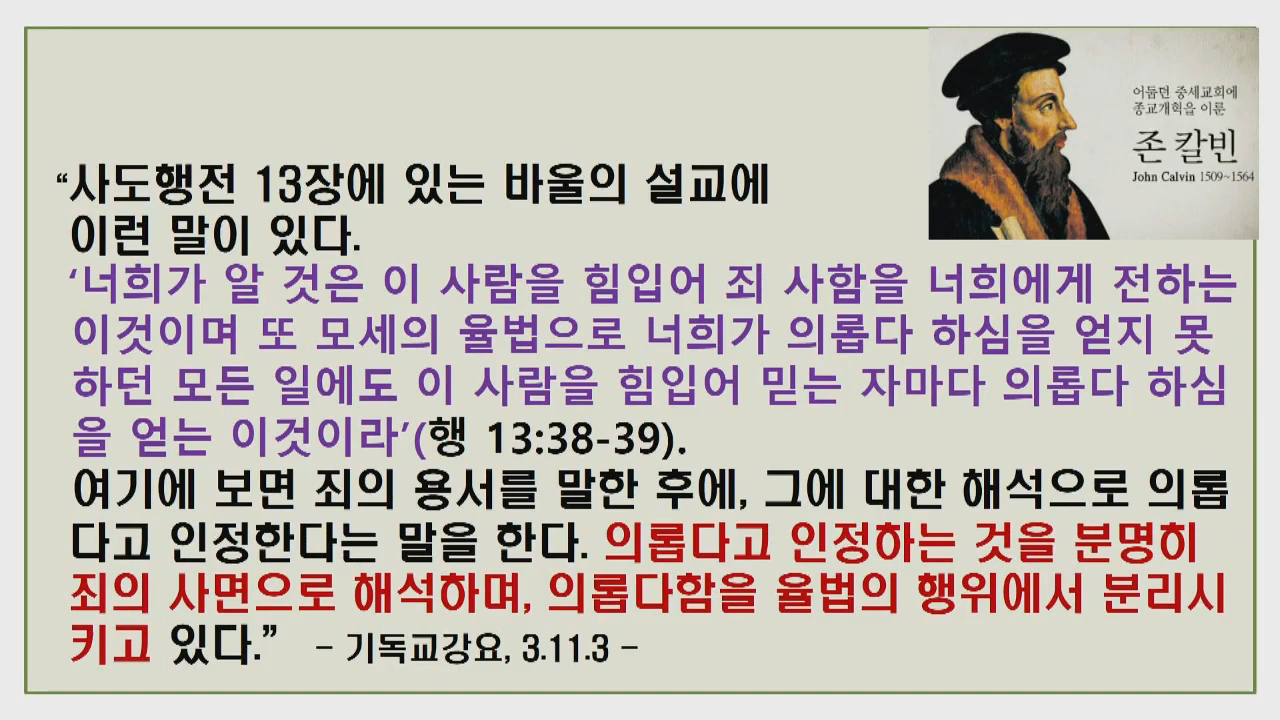 어둠던 중세교회에
종교개혁을 이룬
존 칼빈
John Calvin 1509~1564
“사도행전 13장에 있는 바울의 설교에
이런 말이 있다.
‘너희가 알 것은 이 사람을 힘입어 죄 사함을 너희에게 전하는
이것이며 또 모세의 율법으로 너희가 의롭다 하심을 얻지 못
하던 모든 일에도 이 사람을 힘입어 믿는 자마다 의롭다 하심
을 얻는 이것이라’(행 13:38-39).
여기에 보면 죄의 용서를 말한 후에, 그에 대한 해석으로 의롭
다고 인정한다는 말을 한다. 의롭다고 인정하는 것을 분명히
죄의 사면으로 해석하며, 의롭다함을 율법의 행위에서 분리시
키고 있다.” – 기독교강요, 3.11.3 –